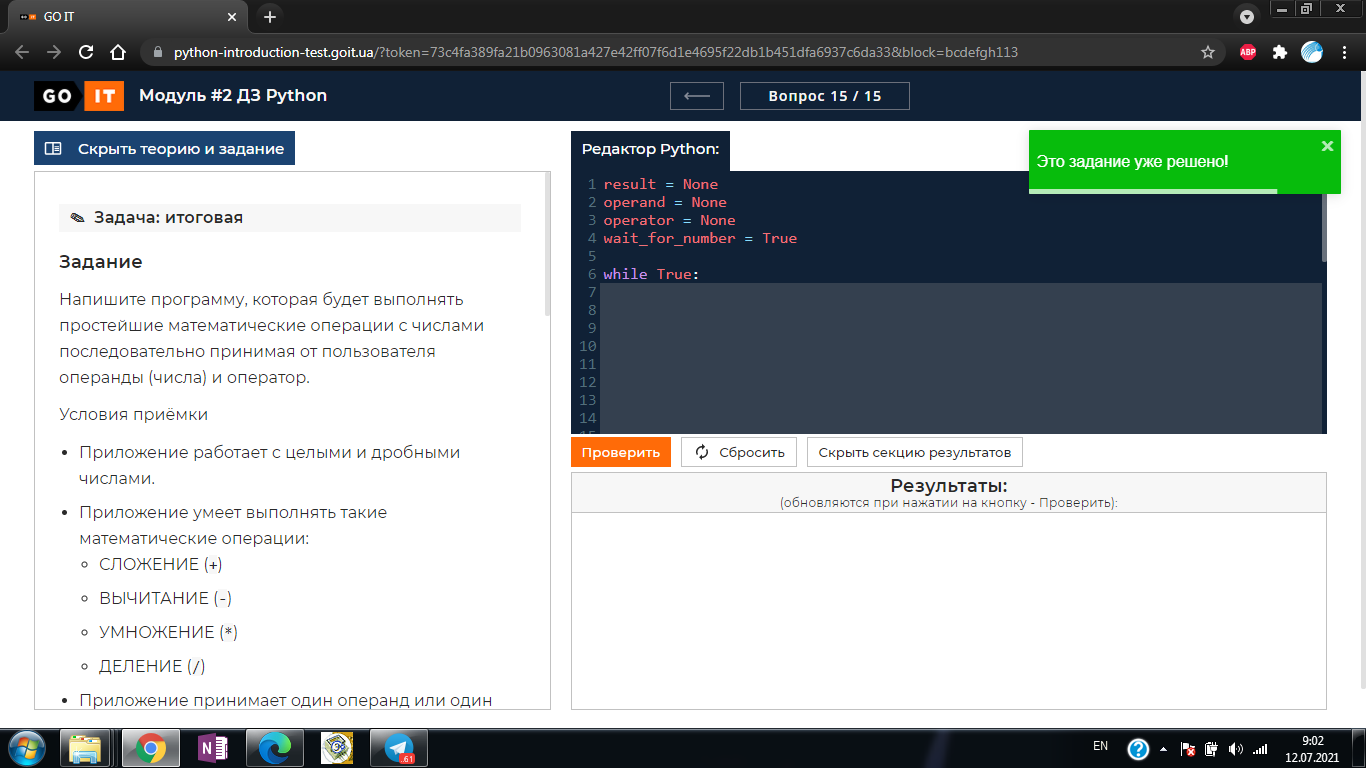 GO IT
python-introduction-test.goit.ua/?token=73c4fa389fa21b0963081a427e42ff07f6d1e4695f22db1b451dfa6937c6da33&block=bcdefgh113
ABP
GO IT
Модуль #2 ДЗ Python
Вопрос 15 / 15
Скрыть теорию и задание
Задача: итоговая
Задание
Напишите программу, которая будет выполнять
простейшие математические операции с числами
последовательно принимая от пользователя
операнды (числа) и оператор.
Условия приёмки
Приложение работает с целыми и дробными
числами.
Приложение умеет выполнять такие
математические операции:
СЛОЖЕНИЕ (+)
ВЫЧИТАНИЕ (-)
УМНОЖЕНИЕ (*)
ДЕЛЕНИЕ (/)
Приложение принимает один операнд или один
Редактор Python:
Это задание уже решено!
1 result = None
2 operand = None
3 operator = None
4 wait_for_number = True
5
6 while True:
7
8
9
10
11
12
13
14
15
Проверить
Сбросить
Скрыть секцию результатов
Результаты:
(обновляются при нажатии на кнопку - Проверить):
N
61
EN
9:02
12.07.2021